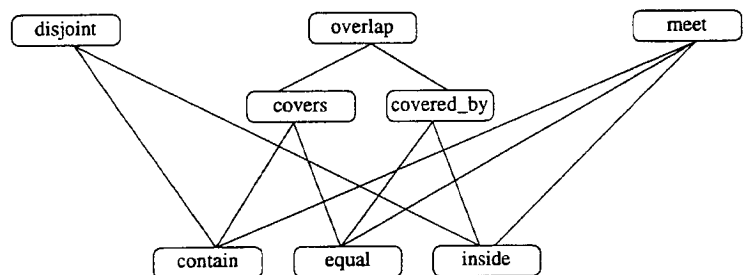 disjoint
overlap
meet
covers
covered_by
contain
equal
inside